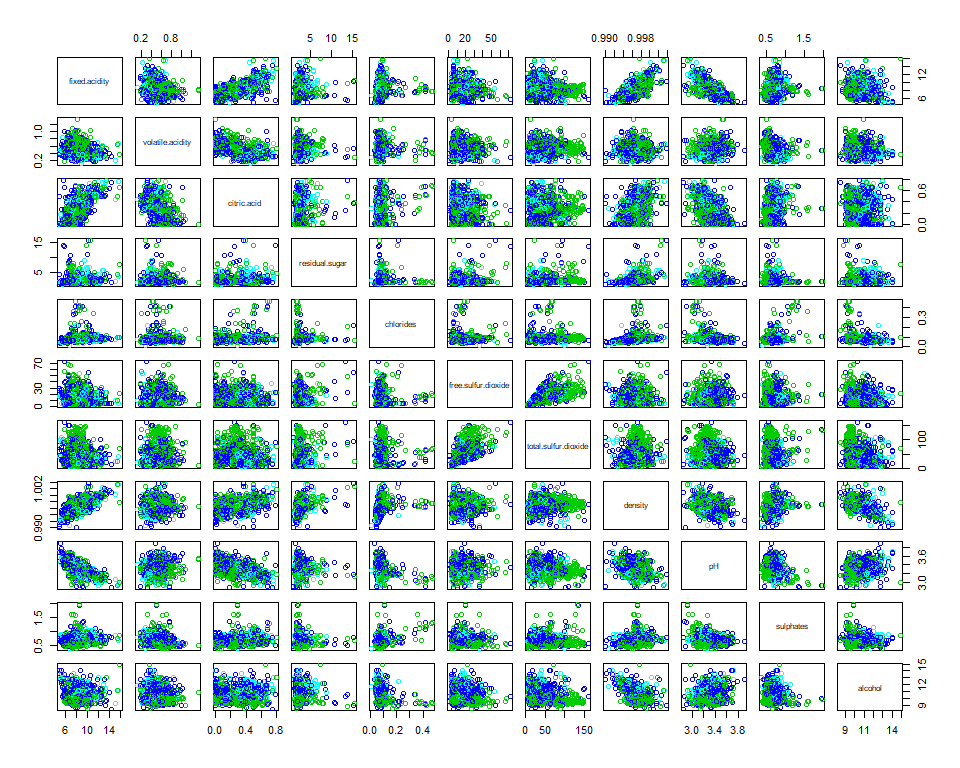 0.2 0.8
5 10 15
0 20 50
0.990 0.998
0.5 1.5
fixed.acidity
6 12
0.2 1.0
volatile.acidity
citric.acid
0.0 0.6
5 15
residual.sugar
chlorides
0.0 0.3
0 30 70
free.sulfur.dioxide
total.sulfur.dioxide
0 100
0.990 1.002
density
pH
3.0 3.6
0.5 1.5
sulphates
alcohol
9 12 15
6 10 14
0.0 0.4 0.8
0.0 0.2 0.4
0 50 150
3.0 3.4 3.8
9 11 14